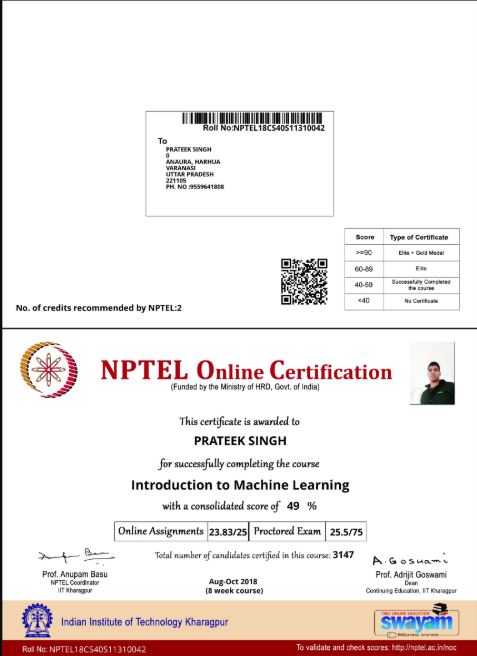 Roll No:NPTEL18CS40S11310042
To
PRATEEK SINGH
0
ANAURA, HARHUA
VARANASI
UTTAR PRADESH
221105
PH. NO :9559641808
Score Type of Certificate
>=90 Elite + Gold Medal
60-89 Elite
40-59 Successfully Completed the course
<40 No Certificate
No. of credits recommended by NPTEL:2
NPTEL Online Certification
(Funded by the Ministry of HRD, Govt. of India)
This certificate is awarded to
PRATEEK SINGH
for successfully completing the course
Introduction to Machine Learning
with a consolidated score of 49 %
Online Assignments 23.83/25 Proctored Exam 25.5/75
Total number of candidates certified in this course: 3147
A. Goswami
Prof. Anupam Basu
NPTEL Coordinator
IIT Kharagpur
Aug-Oct 2018
(8 week course)
Prof. Adrijit Goswami
Dean
Continuing Education, IIT Kharagpur
Indian Institute of Technology Kharagpur
FREE ONLINE EDUCATION
swayam
Roll No: NPTEL18CS40S11310042
To validate and check scores: http://nptel.ac.in/noc